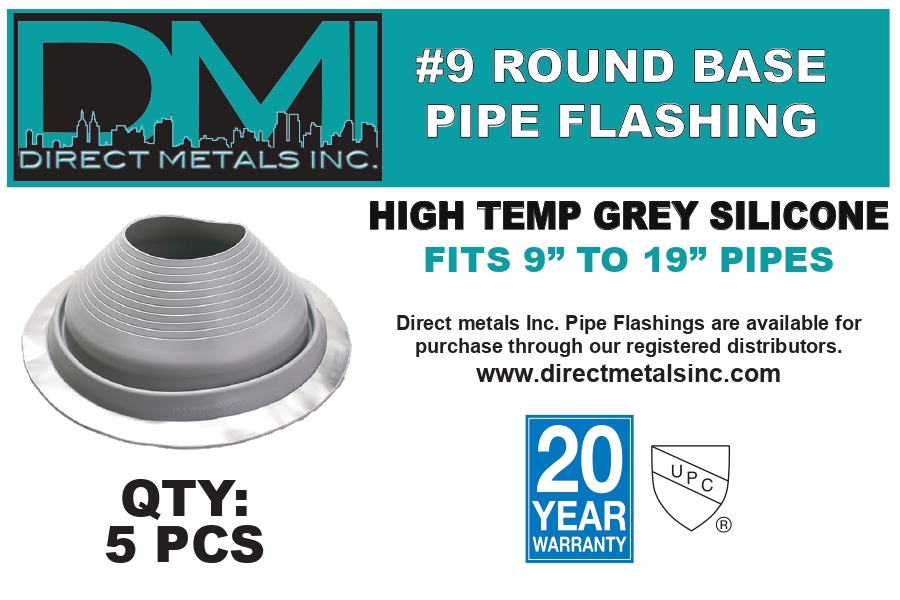 DMI
DIRECT METALS INC.
#9 ROUND BASE
PIPE FLASHING
HIGH TEMP GREY SILICONE
FITS 9” TO 19” PIPES
Direct metals Inc. Pipe Flashings are available for
purchase through our registered distributors.
www.directmetalsinc.com
QTY:
5 PCS
20
YEAR
WARRANTY
UPC
®